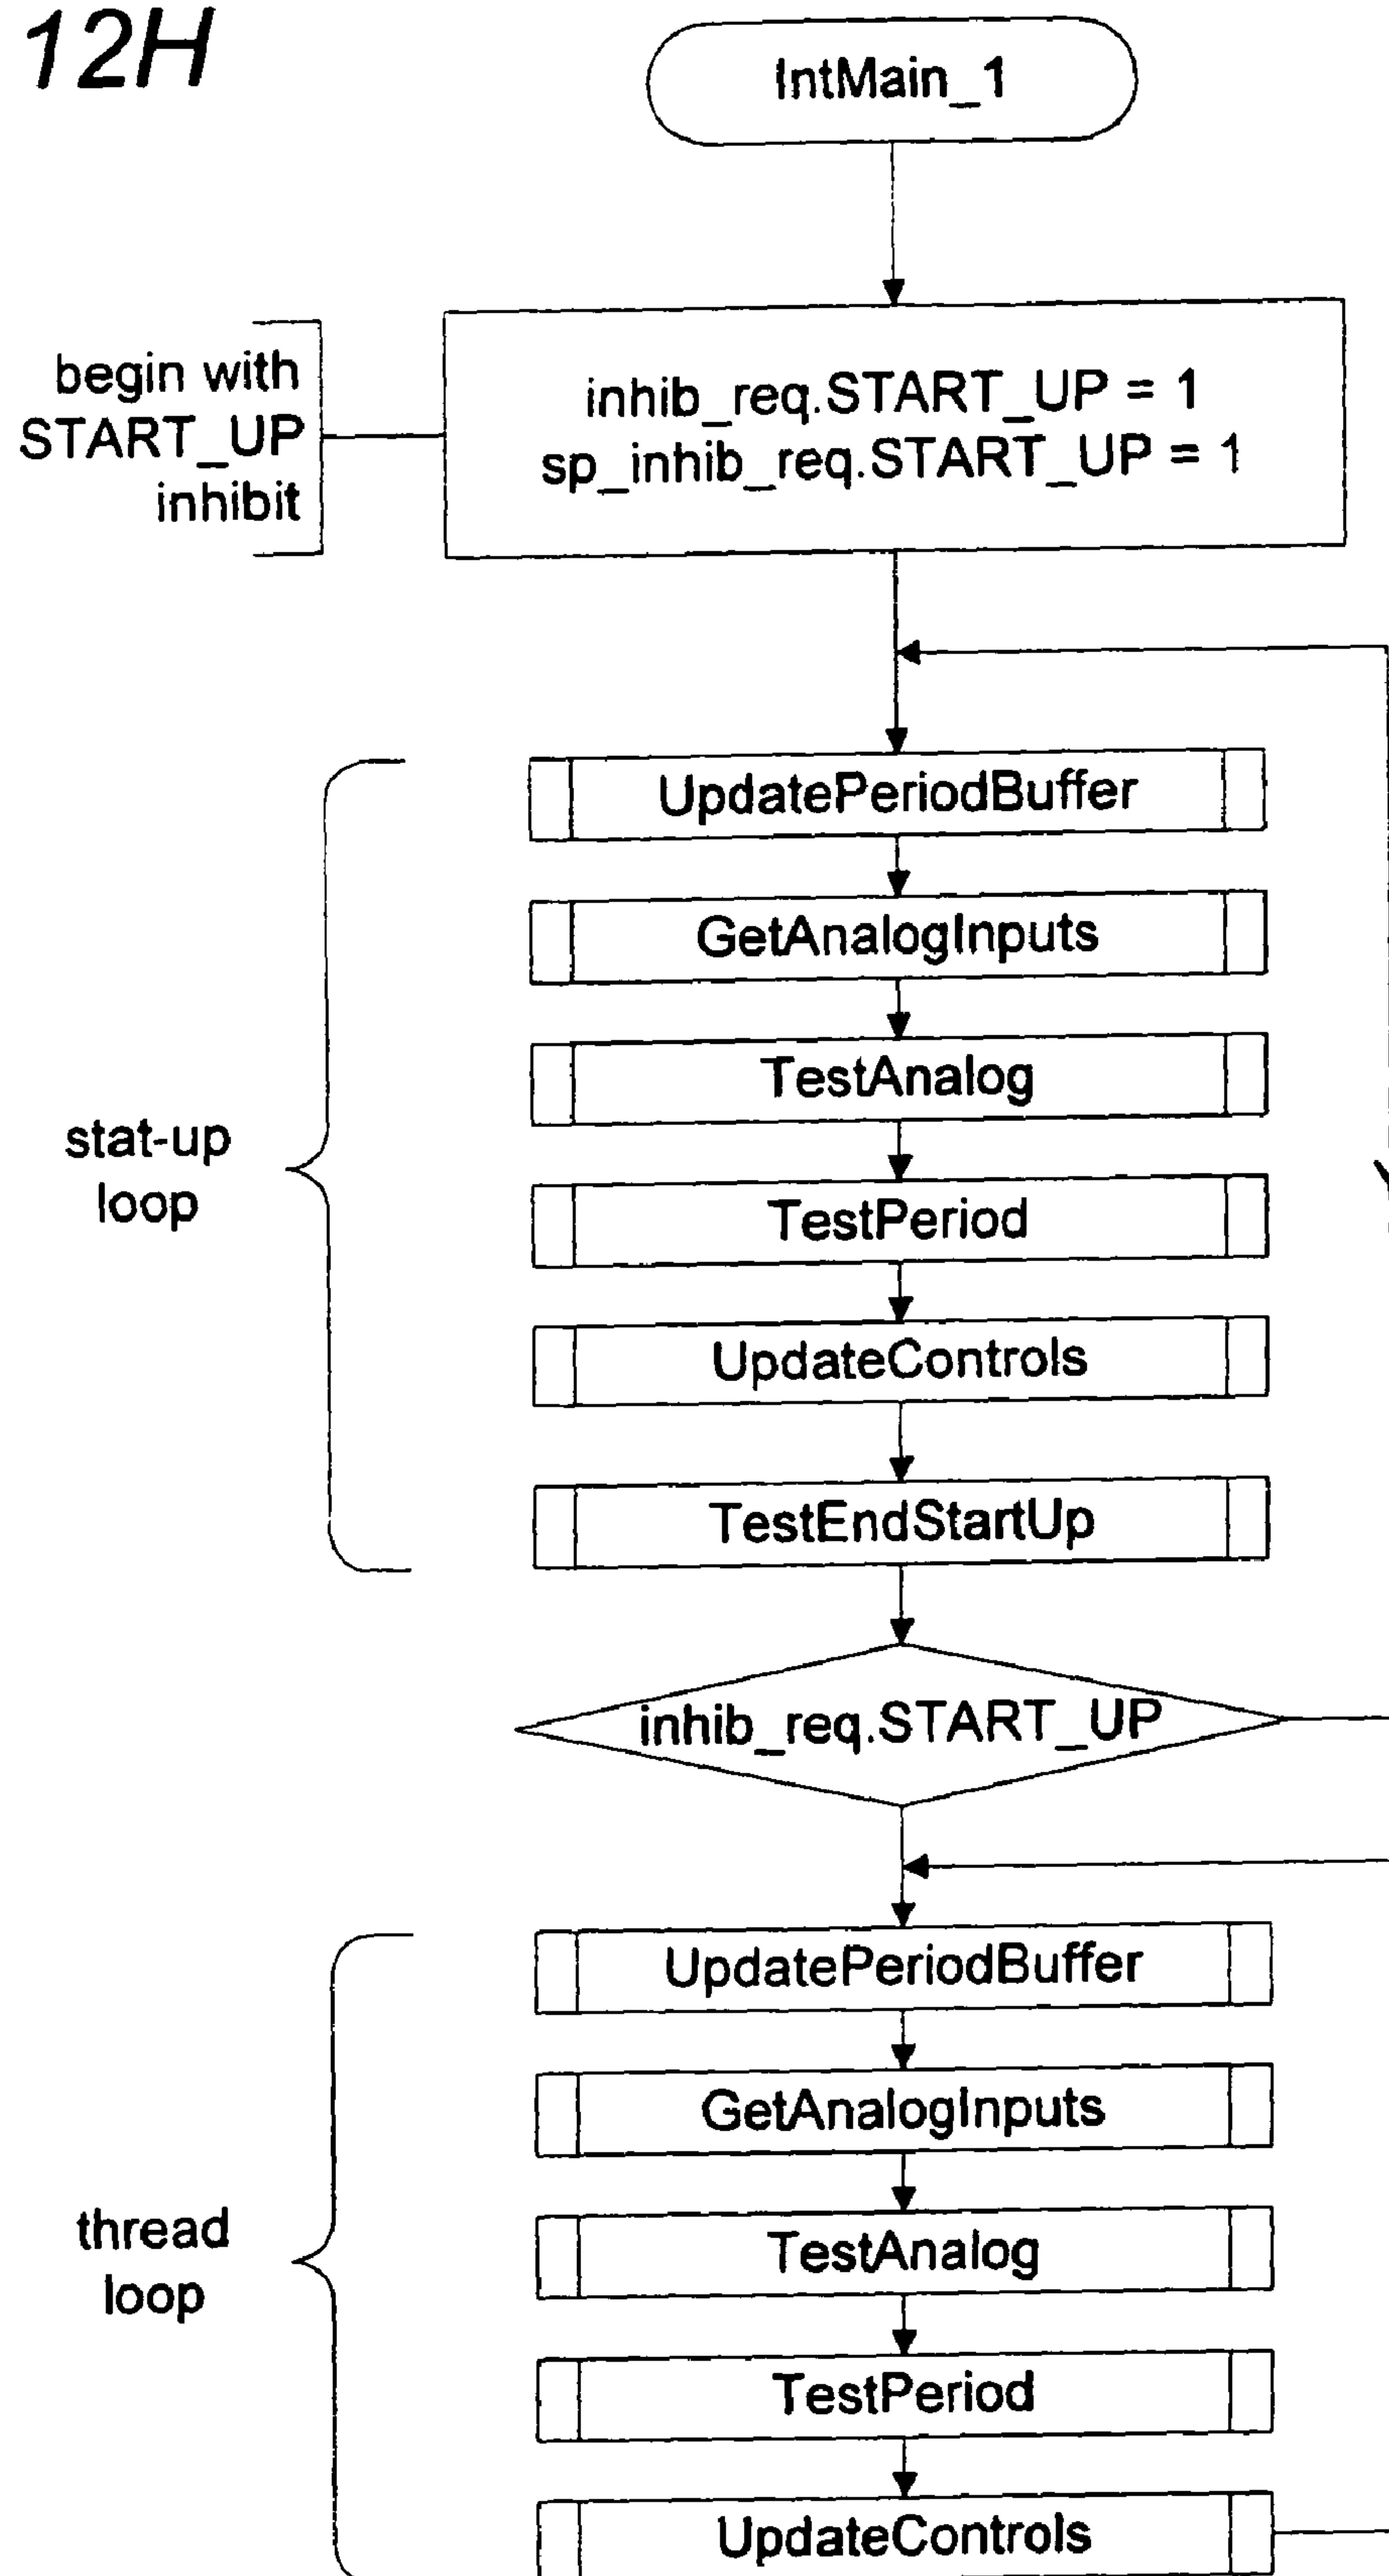 12H
IntMain_1
begin with
START_UP
inhibit
inhib_req.START_UP = 1
sp_inhib_req.START_UP = 1
UpdatePeriodBuffer
GetAnalogInputs
TestAnalog
stat-up
loop
TestPeriod
UpdateControls
TestEndStartUp
inhib_req.START_UP
UpdatePeriodBuffer
GetAnalogInputs
thread
loop
TestAnalog
TestPeriod
UpdateControls